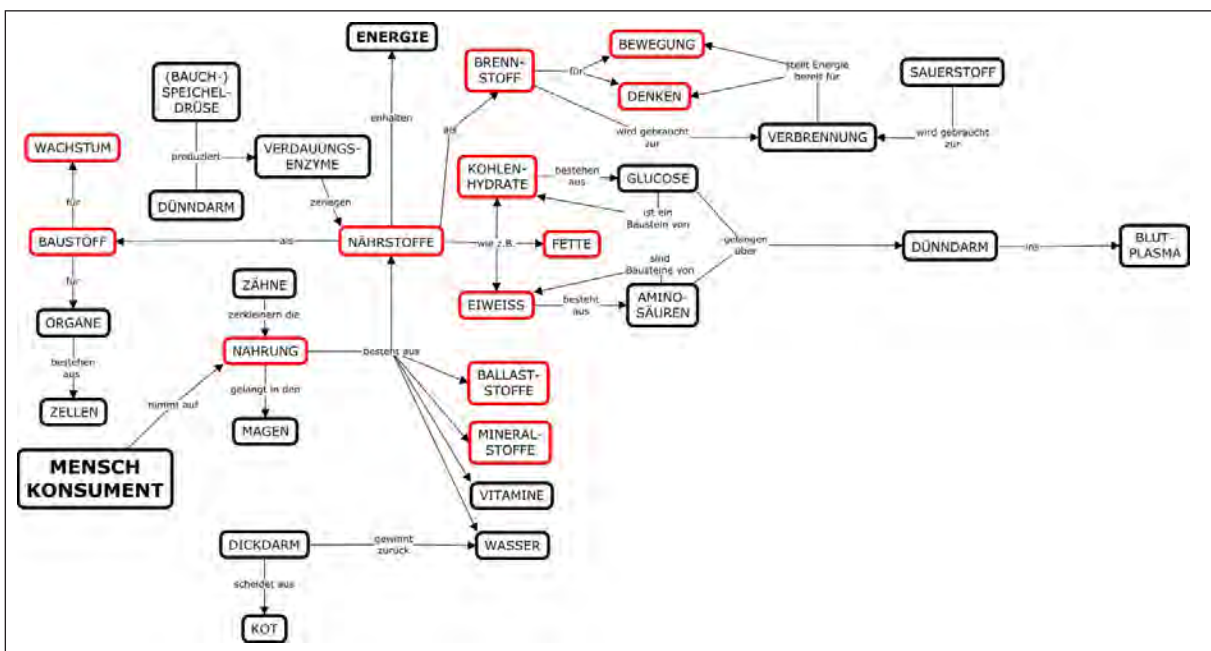 ENERGIE
(BAUCH-)
SPEICHEL-
DRÜSE
BRENN-
STOFF
BEWEGUNG
für
DENKEN
stellt Energie
bereit für
SAUERSTOFF
enthalten
als
WACHSTUM
produziert
VERDAUUNGS-
ENZYME
wird gebraucht
zur
VERBRENNUNG
wird gebraucht
zur
DÜNNDARM
zerlegen
KOHLEN-
HYDRATE
bestehen
aus
GLUCOSE
für
ist ein
Baustein von
BAUSTOFF
als
NÄHRSTOFFE
wie z.B.
FETTE
gelangen
über
DÜNNDARM
ins
BLUT-
PLASMA
für
ZÄHNE
sind
Bausteine von
EIWEISS
besteht
aus
AMINO-
SÄUREN
ORGANE
zerkleinern die
NAHRUNG
besteht aus
bestehen
aus
gelangt in den
BALLAST-
STOFFE
ZELLEN
nimmt auf
MAGEN
MINERAL-
STOFFE
MENSCH
KONSUMENT
VITAMINE
DICKDARM
gewinnt
zurück
WASSER
scheidet aus
KOT